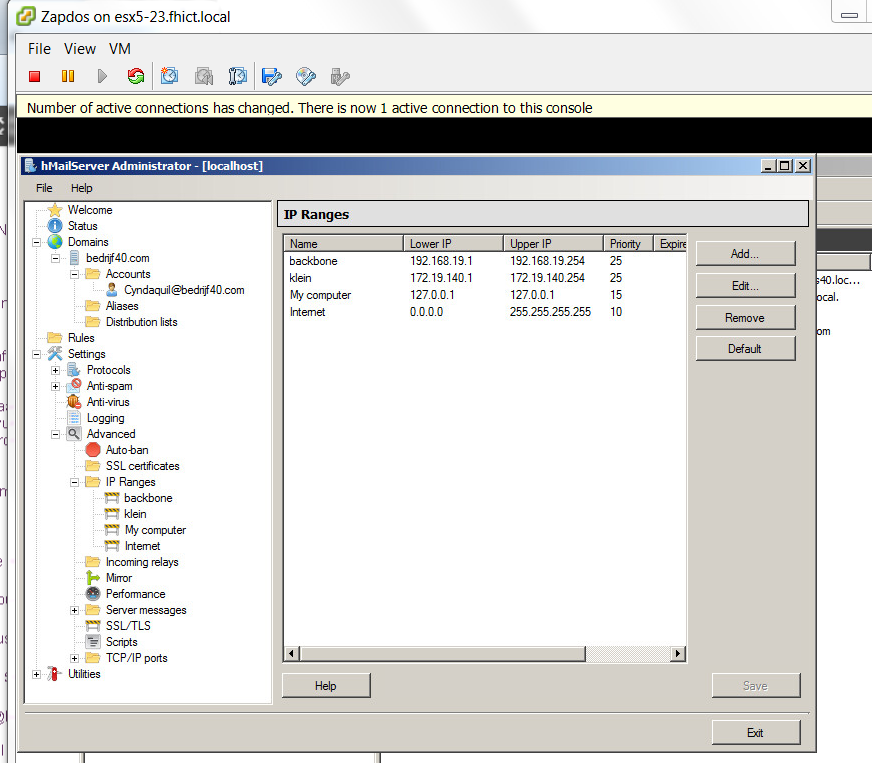 Zapdos on esx5-23.fhict.local
File View VM
Number of active connections has changed. There is now 1 active connection to this console
hMailServer Administrator - [localhost]
File Help
Welcome
Status
Domains
bedrijf40.com
Accounts
Cyndaquil@bedrijf40.com
Aliases
Distribution lists
Rules
Settings
Protocols
Anti-spam
Anti-virus
Logging
Advanced
Auto-ban
SSL certificates
IP Ranges
backbone
klein
My computer
Internet
Incoming relays
Mirror
Performance
Server messages
SSL/TLS
Scripts
TCP/IP ports
Utilities
IP Ranges
Name Lower IP Upper IP Priority Expire
backbone 192.168.19.1 192.168.19.254 25
klein 172.19.140.1 172.19.140.254 25
My computer 127.0.0.1 127.0.0.1 15
Internet 0.0.0.0 255.255.255.255 10
Add...
Edit...
Remove
Default
Help
Save
Exit
s40.loc...
ocal.
om